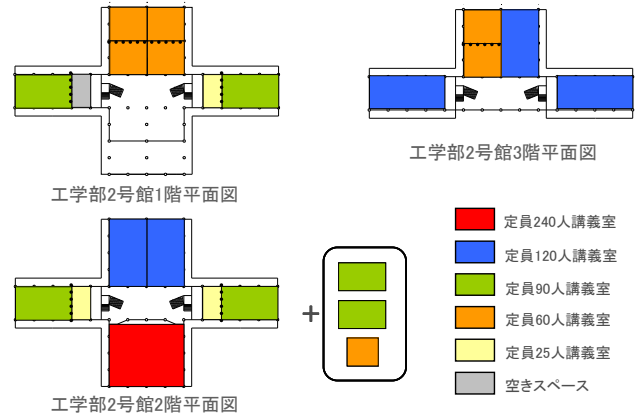 工学部2号館1階平面図
工学部2号館3階平面図
工学部2号館2階平面図
+
定員240人講義室
定員120人講義室
定員90人講義室
定員60人講義室
定員25人講義室
空きスペース